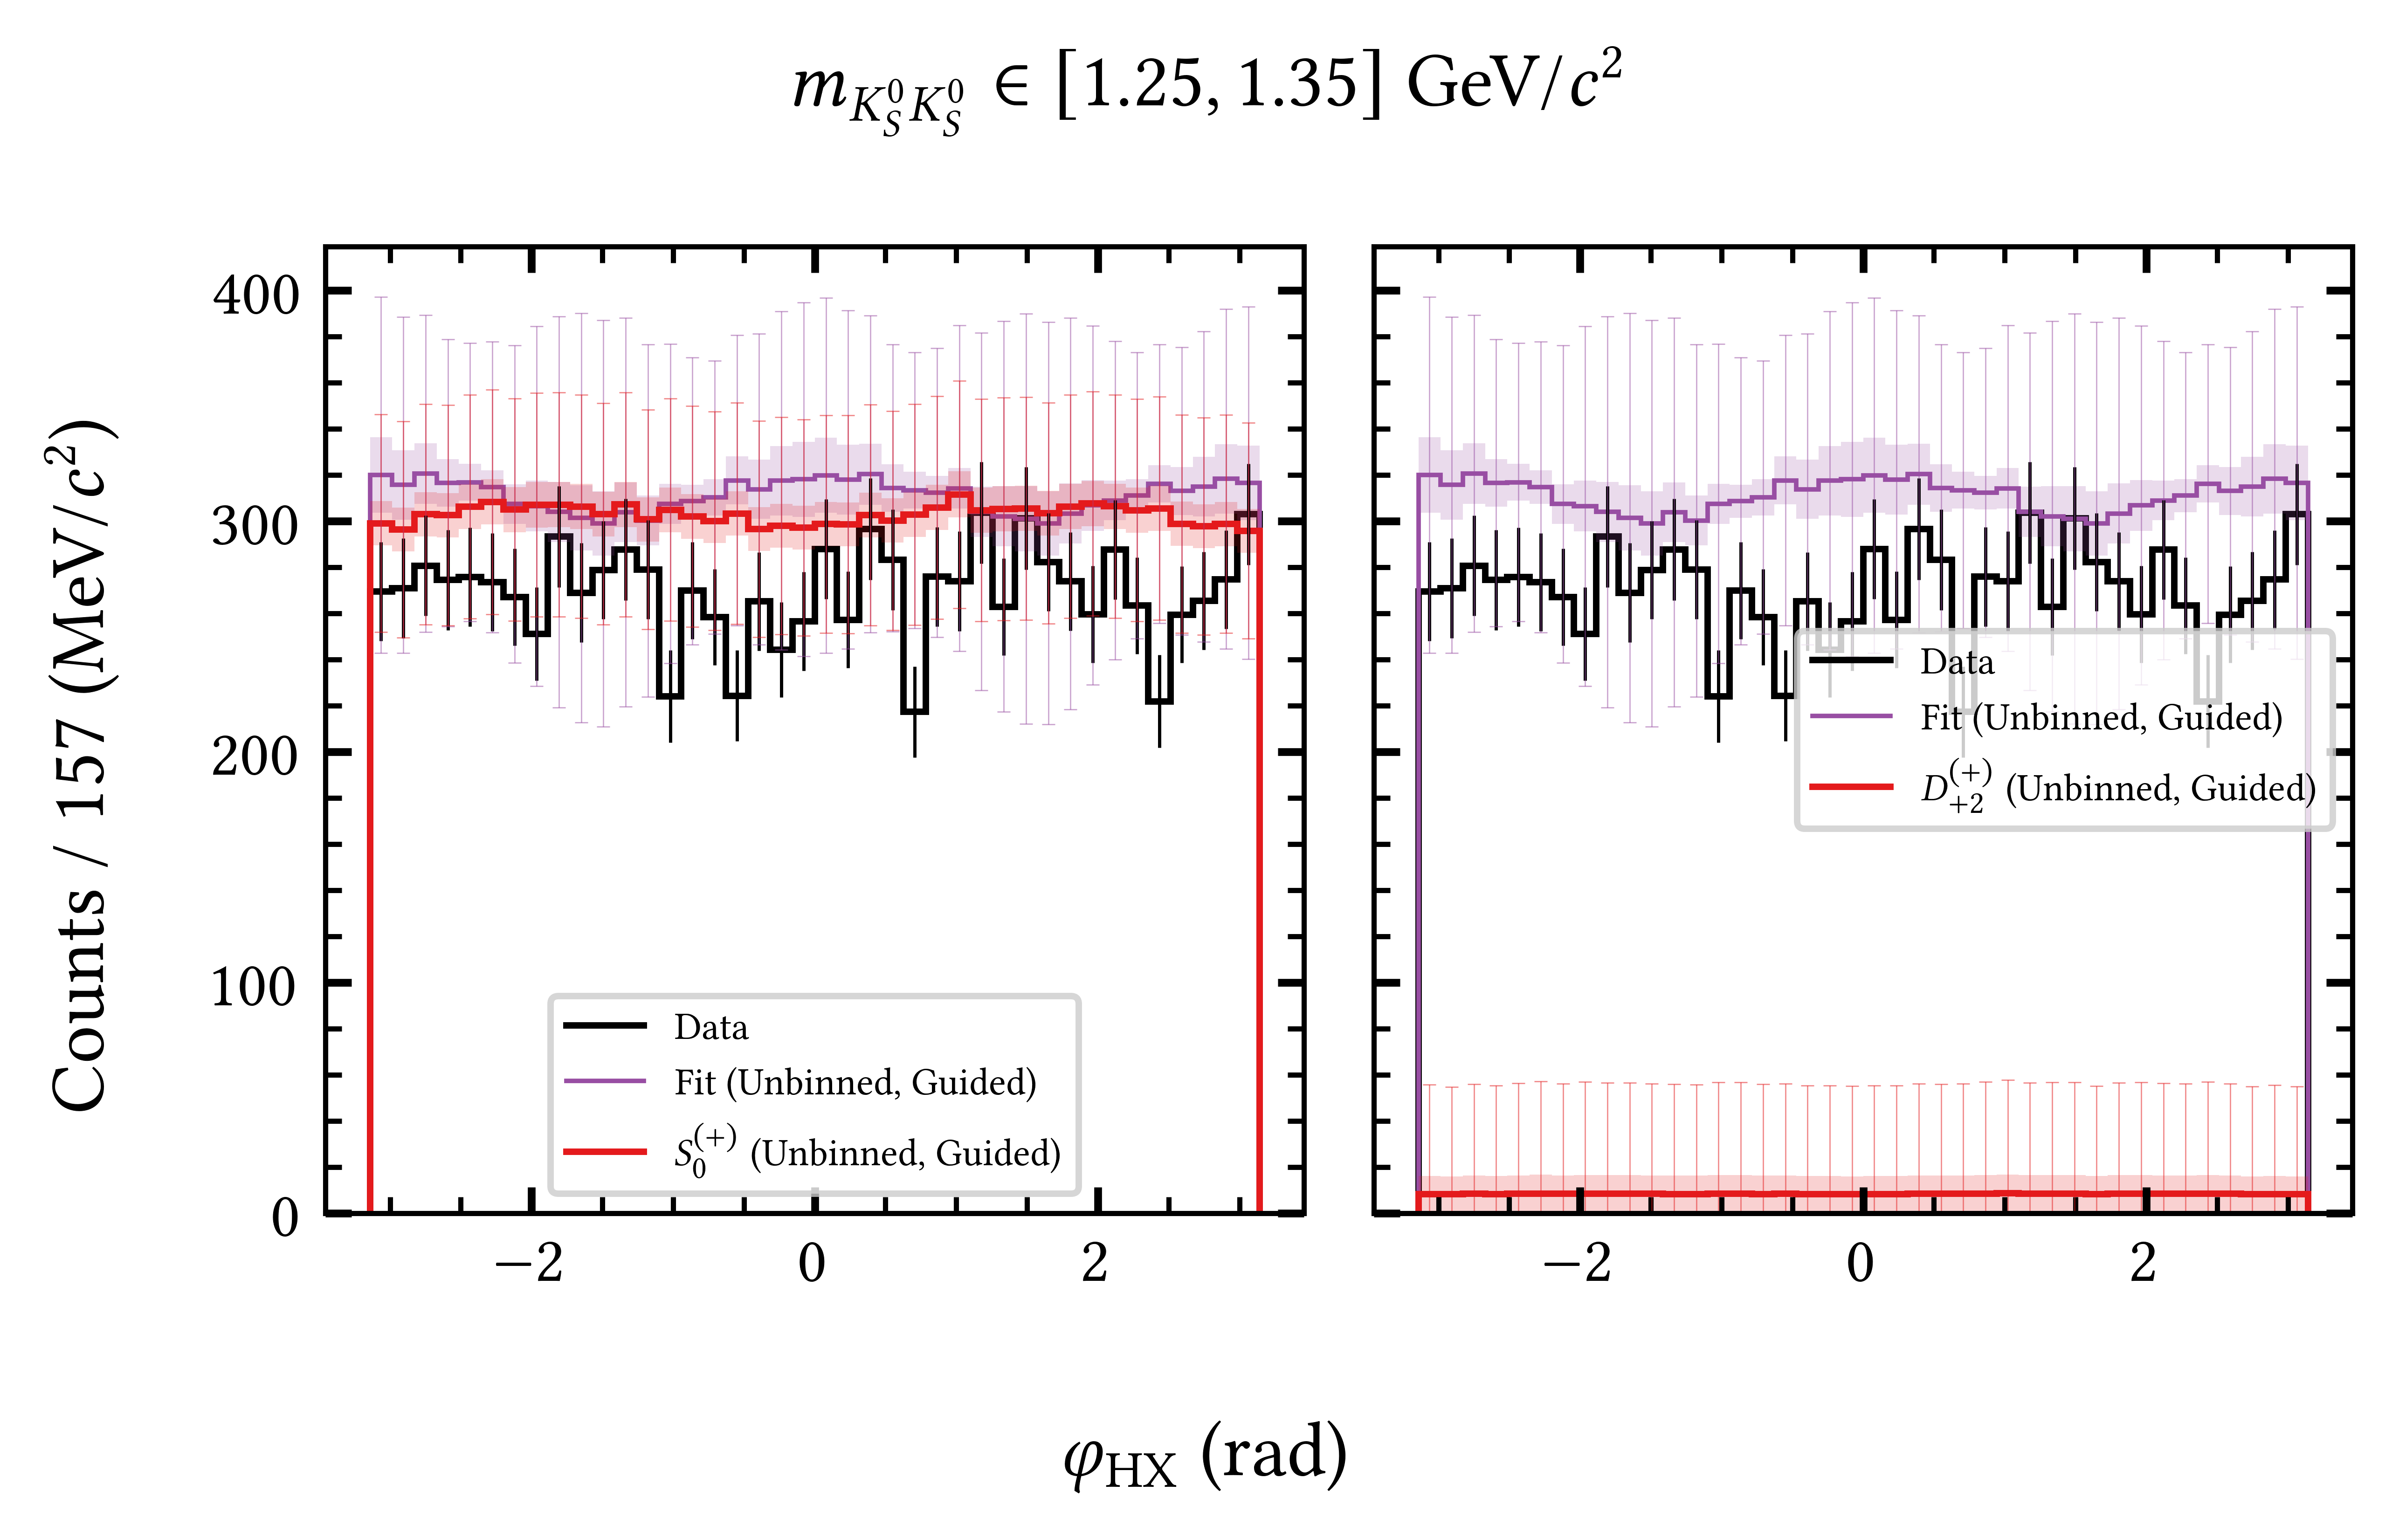 m_{K_S^0 K_S^0} ∈ [1.25, 1.35] GeV/c²
Counts / 157 (MeV/c²)
400
300
200
100
0
Data
Fit (Unbinned, Guided)
S_0^{(+)} (Unbinned, Guided)
−2
0
2
Data
Fit (Unbinned, Guided)
D_{+2}^{(+)} (Unbinned, Guided)
−2
0
2
φ_{HX} (rad)